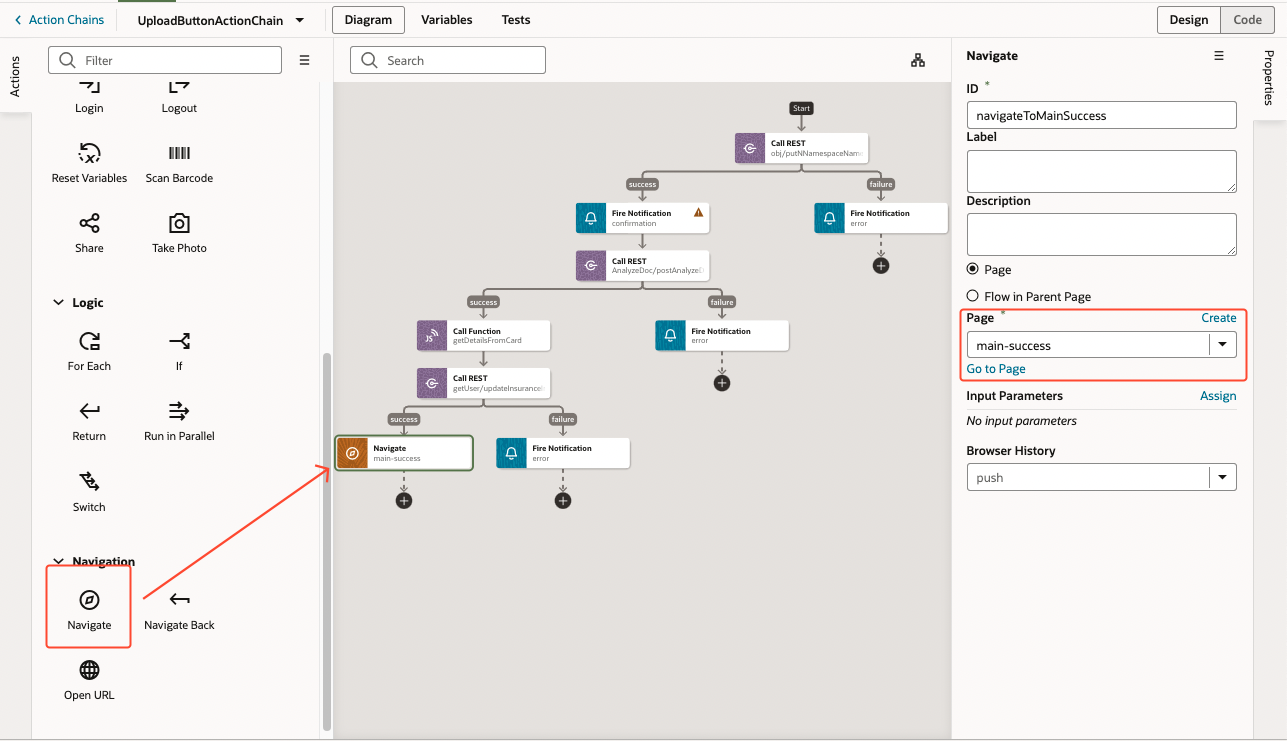 Action Chains
UploadButtonActionChain
Diagram
Variables
Tests
Design
Code
Actions
Filter
Login
Logout
Reset Variables
Scan Barcode
Share
Take Photo
Logic
For Each
If
Return
Run in Parallel
Switch
Navigation
Navigate
Navigate Back
Open URL
Search
Start
Call REST
obj/putNNamespaceName
success
failure
Fire Notification
confirmation
Fire Notification
error
Call REST
AnalyzeDoc/postAnalyzeD
success
failure
JS
Call Function
getDetailsFromCard
Fire Notification
error
Call REST
getUser/updateInsurance
success
failure
Navigate
main-success
Fire Notification
error
Navigate
Properties
ID *
navigateToMainSuccess
Label
Description
Page
Flow in Parent Page
Page *
Create
main-success
Go to Page
Input Parameters
Assign
No input parameters
Browser History
push